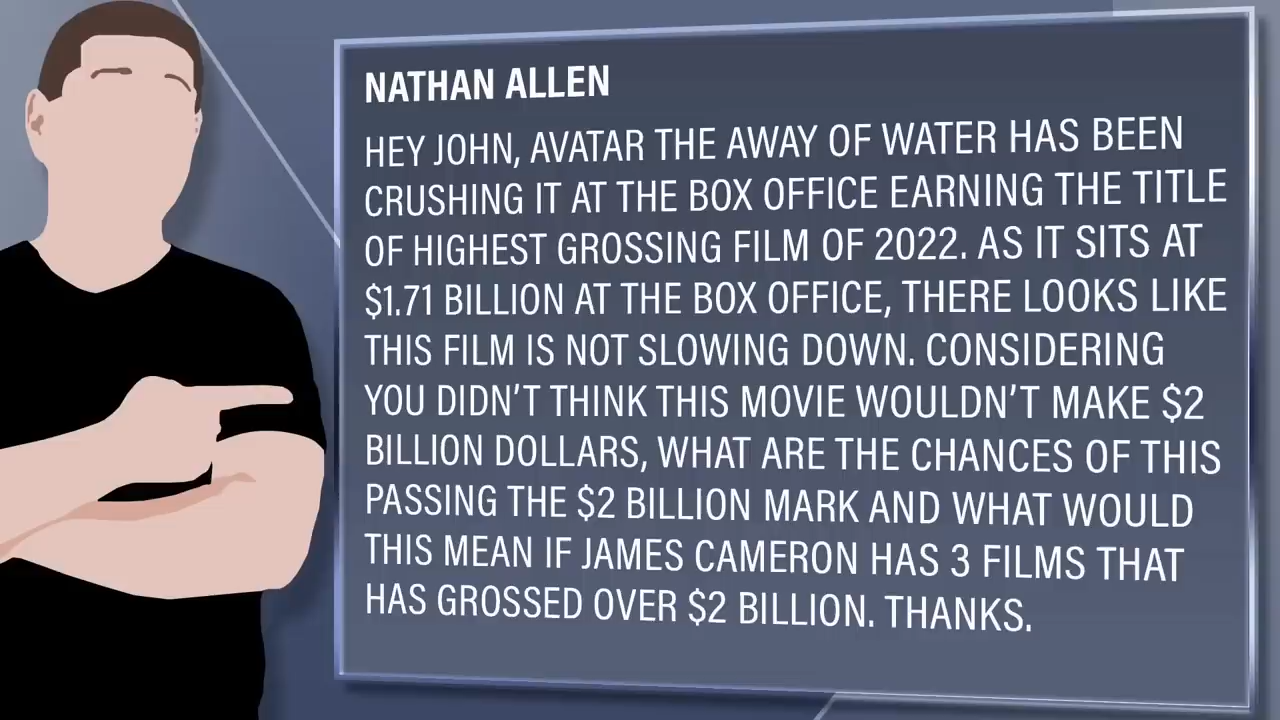 NATHAN ALLEN
HEY JOHN, AVATAR THE AWAY OF WATER HAS BEEN
CRUSHING IT AT THE BOX OFFICE EARNING THE TITLE
OF HIGHEST GROSSING FILM OF 2022. AS IT SITS AT
$1.71 BILLION AT THE BOX OFFICE, THERE LOOKS LIKE
THIS FILM IS NOT SLOWING DOWN. CONSIDERING
YOU DIDN'T THINK THIS MOVIE WOULDN'T MAKE $2
BILLION DOLLARS, WHAT ARE THE CHANCES OF THIS
PASSING THE $2 BILLION MARK AND WHAT WOULD
THIS MEAN IF JAMES CAMERON HAS 3 FILMS THAT
HAS GROSSED OVER $2 BILLION. THANKS.